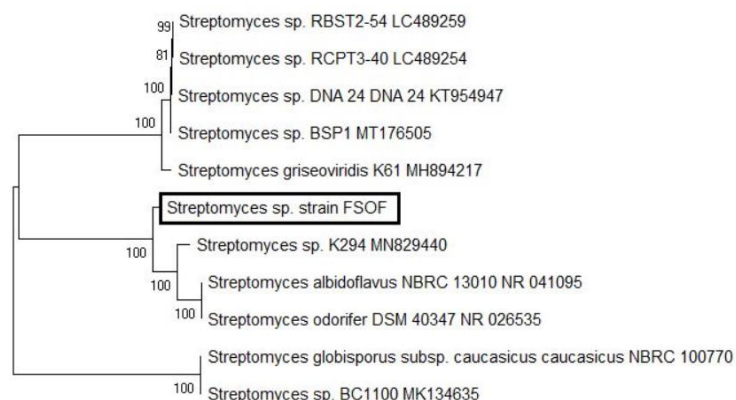 99 Streptomyces sp. RBST2-54 LC489259
81 Streptomyces sp. RCPT3-40 LC489254
100 Streptomyces sp. DNA 24 DNA 24 KT954947
100 Streptomyces sp. BSP1 MT176505
Streptomyces griseoviridis K61 MH894217
Streptomyces sp. strain FSOF
100 Streptomyces sp. K294 MN829440
100 Streptomyces albidoflavus NBRC 13010 NR 041095
100 Streptomyces odorifer DSM 40347 NR 026535
Streptomyces globisporus subsp. caucasicus caucasicus NBRC 100770
100 Streptomyces sp. BC1100 MK134635